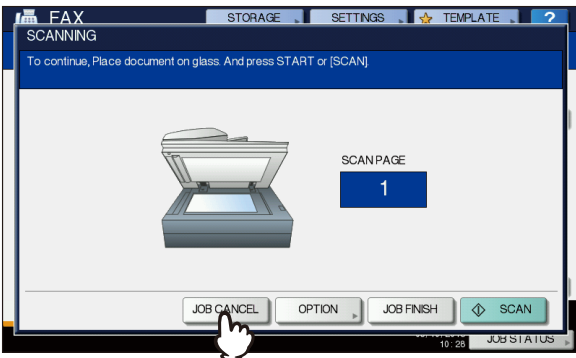 FAX
STORAGE
SETTINGS
TEMPLATE
?
SCANNING
To continue, Place document on glass. And press START or [SCAN].
SCAN PAGE
1
JOB CANCEL
OPTION
JOB FINISH
SCAN
10:28
JOB STATUS